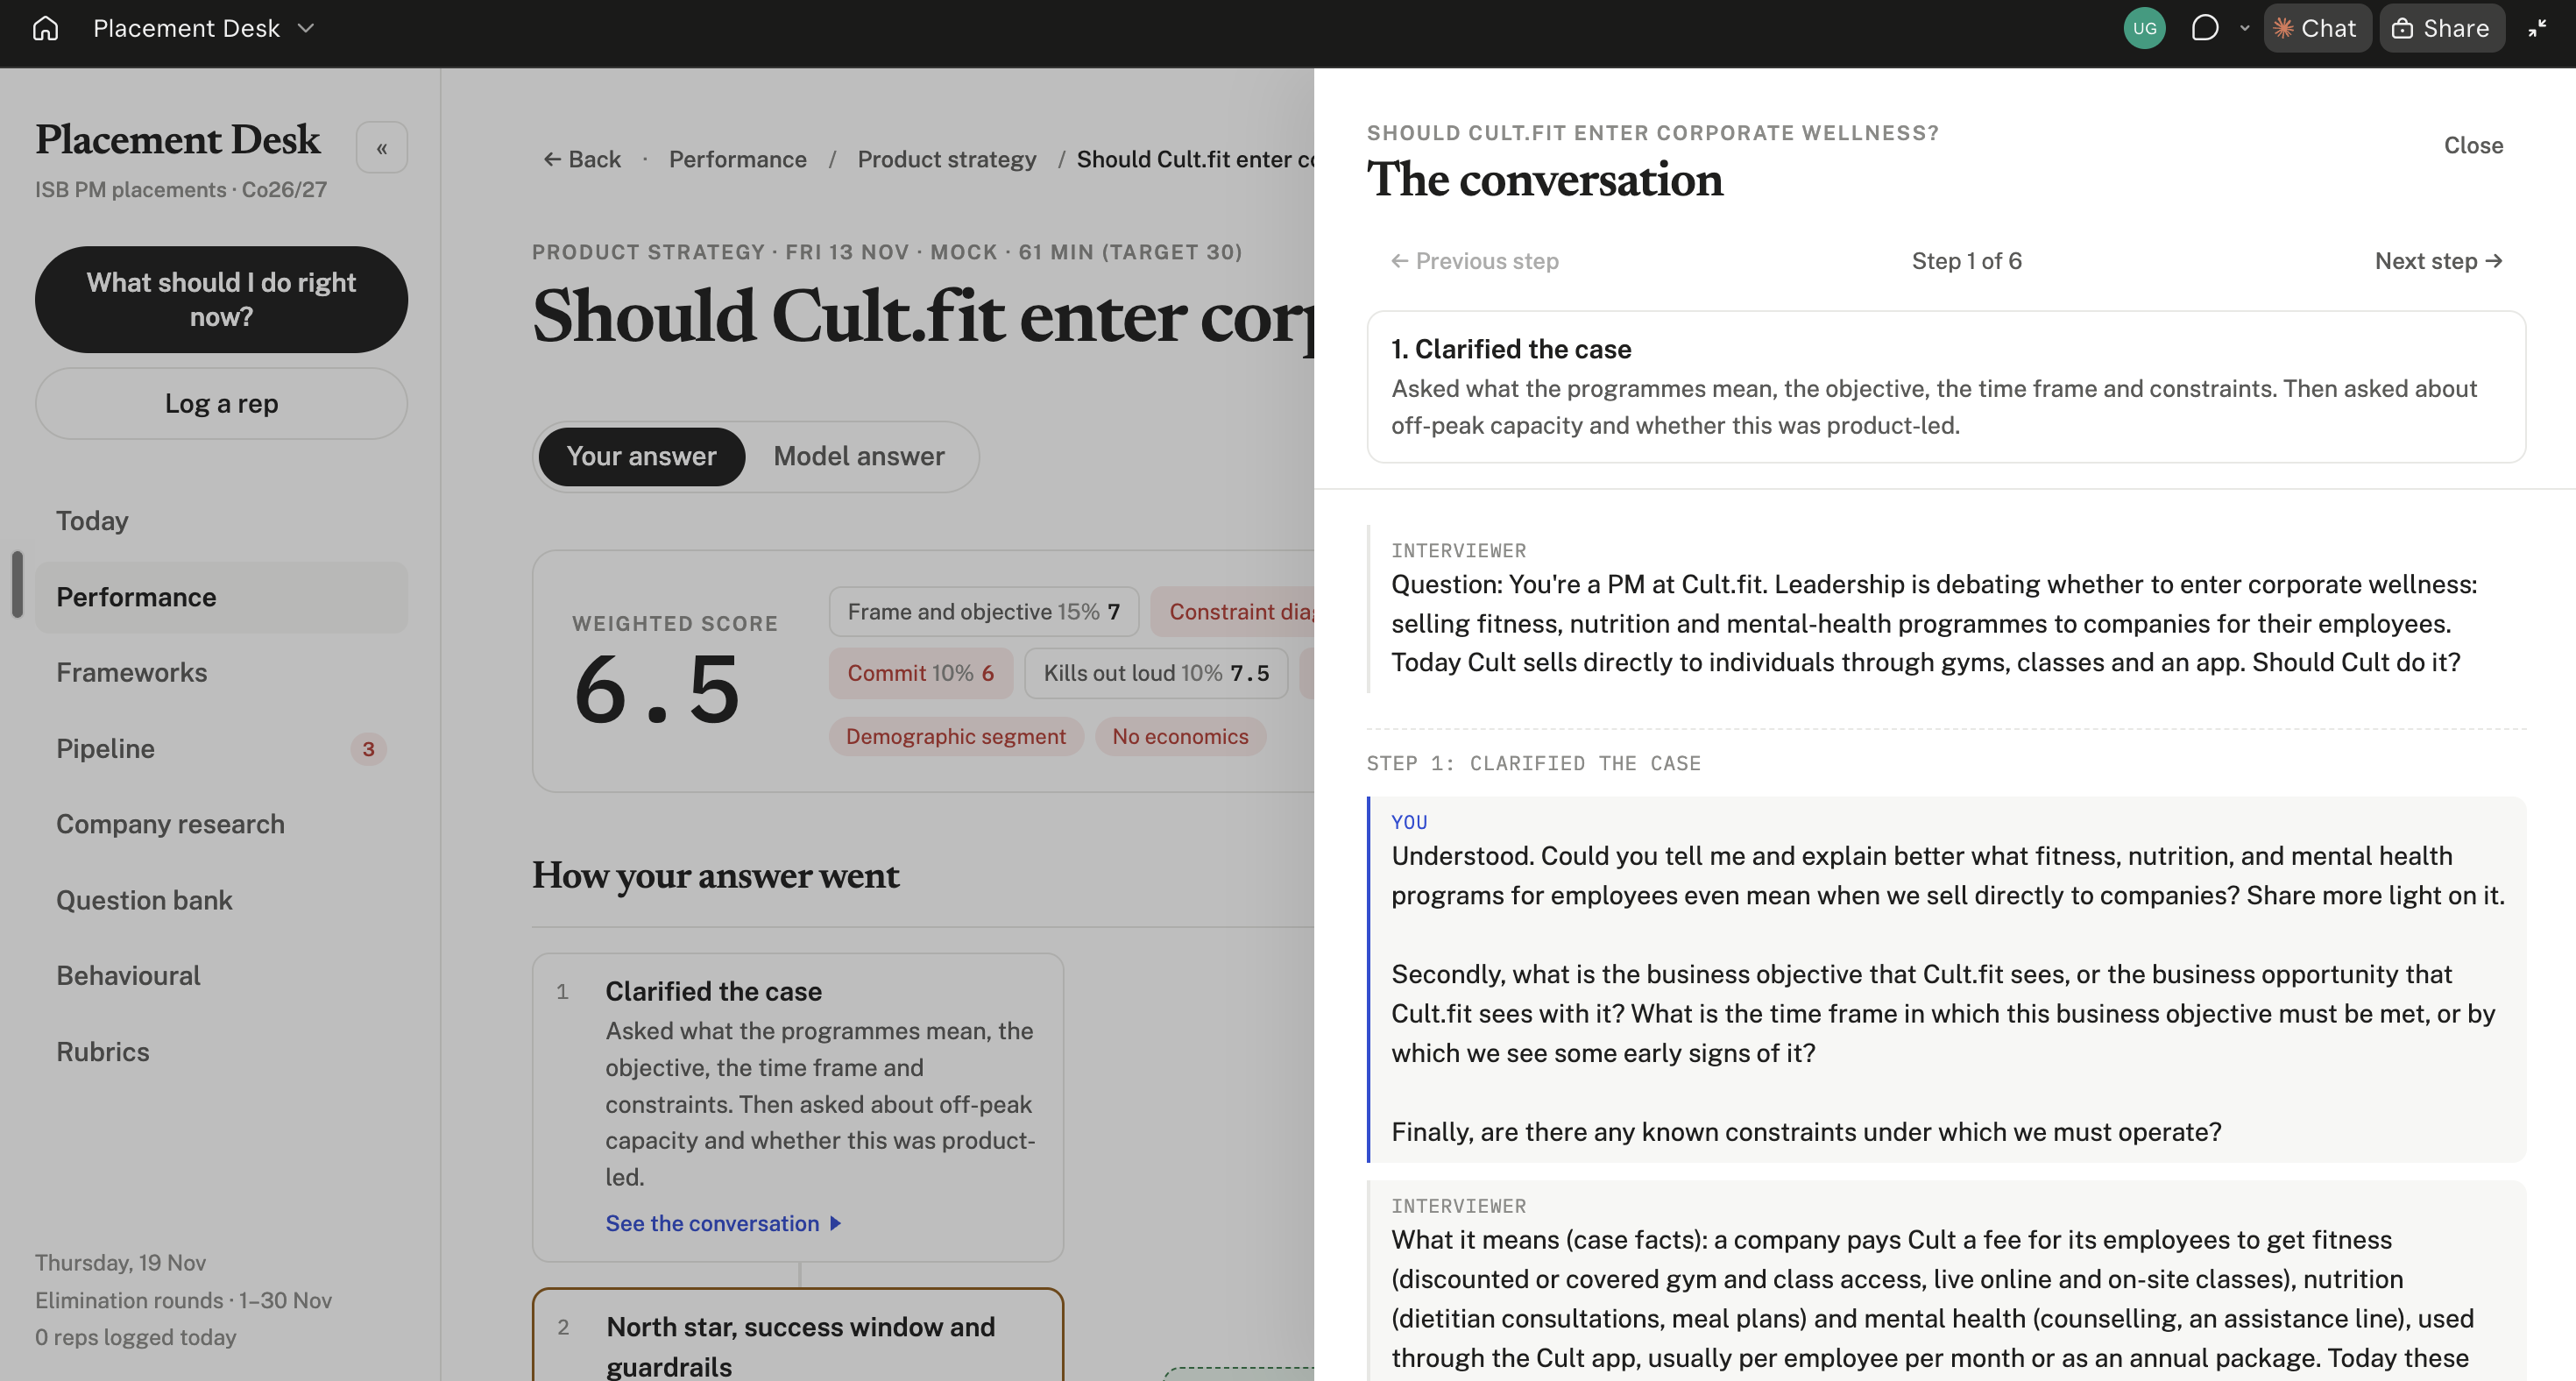 Placement Desk
UG
Chat
Share
Placement Desk
«
ISB PM placements · Co26/27
What should I do right
now?
Log a rep
Today
Performance
Frameworks
Pipeline
3
Company research
Question bank
Behavioural
Rubrics
Thursday, 19 Nov
Elimination rounds · 1–30 Nov
0 reps logged today
← Back · Performance / Product strategy / Should Cult.fit enter co
PRODUCT STRATEGY · FRI 13 NOV · MOCK · 61 MIN (TARGET 30)
Should Cult.fit enter corp
Your answer
Model answer
WEIGHTED SCORE
6.5
Frame and objective 15% 7
Constraint diag
Commit 10% 6
Kills out loud 10% 7.5
Demographic segment
No economics
How your answer went
1
Clarified the case
Asked what the programmes mean, the
objective, the time frame and
constraints. Then asked about off-peak
capacity and whether this was product-
led.
See the conversation ▶
2
North star, success window and
guardrails
SHOULD CULT.FIT ENTER CORPORATE WELLNESS?
The conversation
Close
← Previous step
Step 1 of 6
Next step →
1. Clarified the case
Asked what the programmes mean, the objective, the time frame and constraints. Then asked about
off-peak capacity and whether this was product-led.
INTERVIEWER
Question: You're a PM at Cult.fit. Leadership is debating whether to enter corporate wellness:
selling fitness, nutrition and mental-health programmes to companies for their employees.
Today Cult sells directly to individuals through gyms, classes and an app. Should Cult do it?
STEP 1: CLARIFIED THE CASE
YOU
Understood. Could you tell me and explain better what fitness, nutrition, and mental health
programs for employees even mean when we sell directly to companies? Share more light on it.
Secondly, what is the business objective that Cult.fit sees, or the business opportunity that
Cult.fit sees with it? What is the time frame in which this business objective must be met, or by
which we see some early signs of it?
Finally, are there any known constraints under which we must operate?
INTERVIEWER
What it means (case facts): a company pays Cult a fee for its employees to get fitness
(discounted or covered gym and class access, live online and on-site classes), nutrition
(dietitian consultations, meal plans) and mental health (counselling, an assistance line), used
through the Cult app, usually per employee per month or as an annual package. Today these